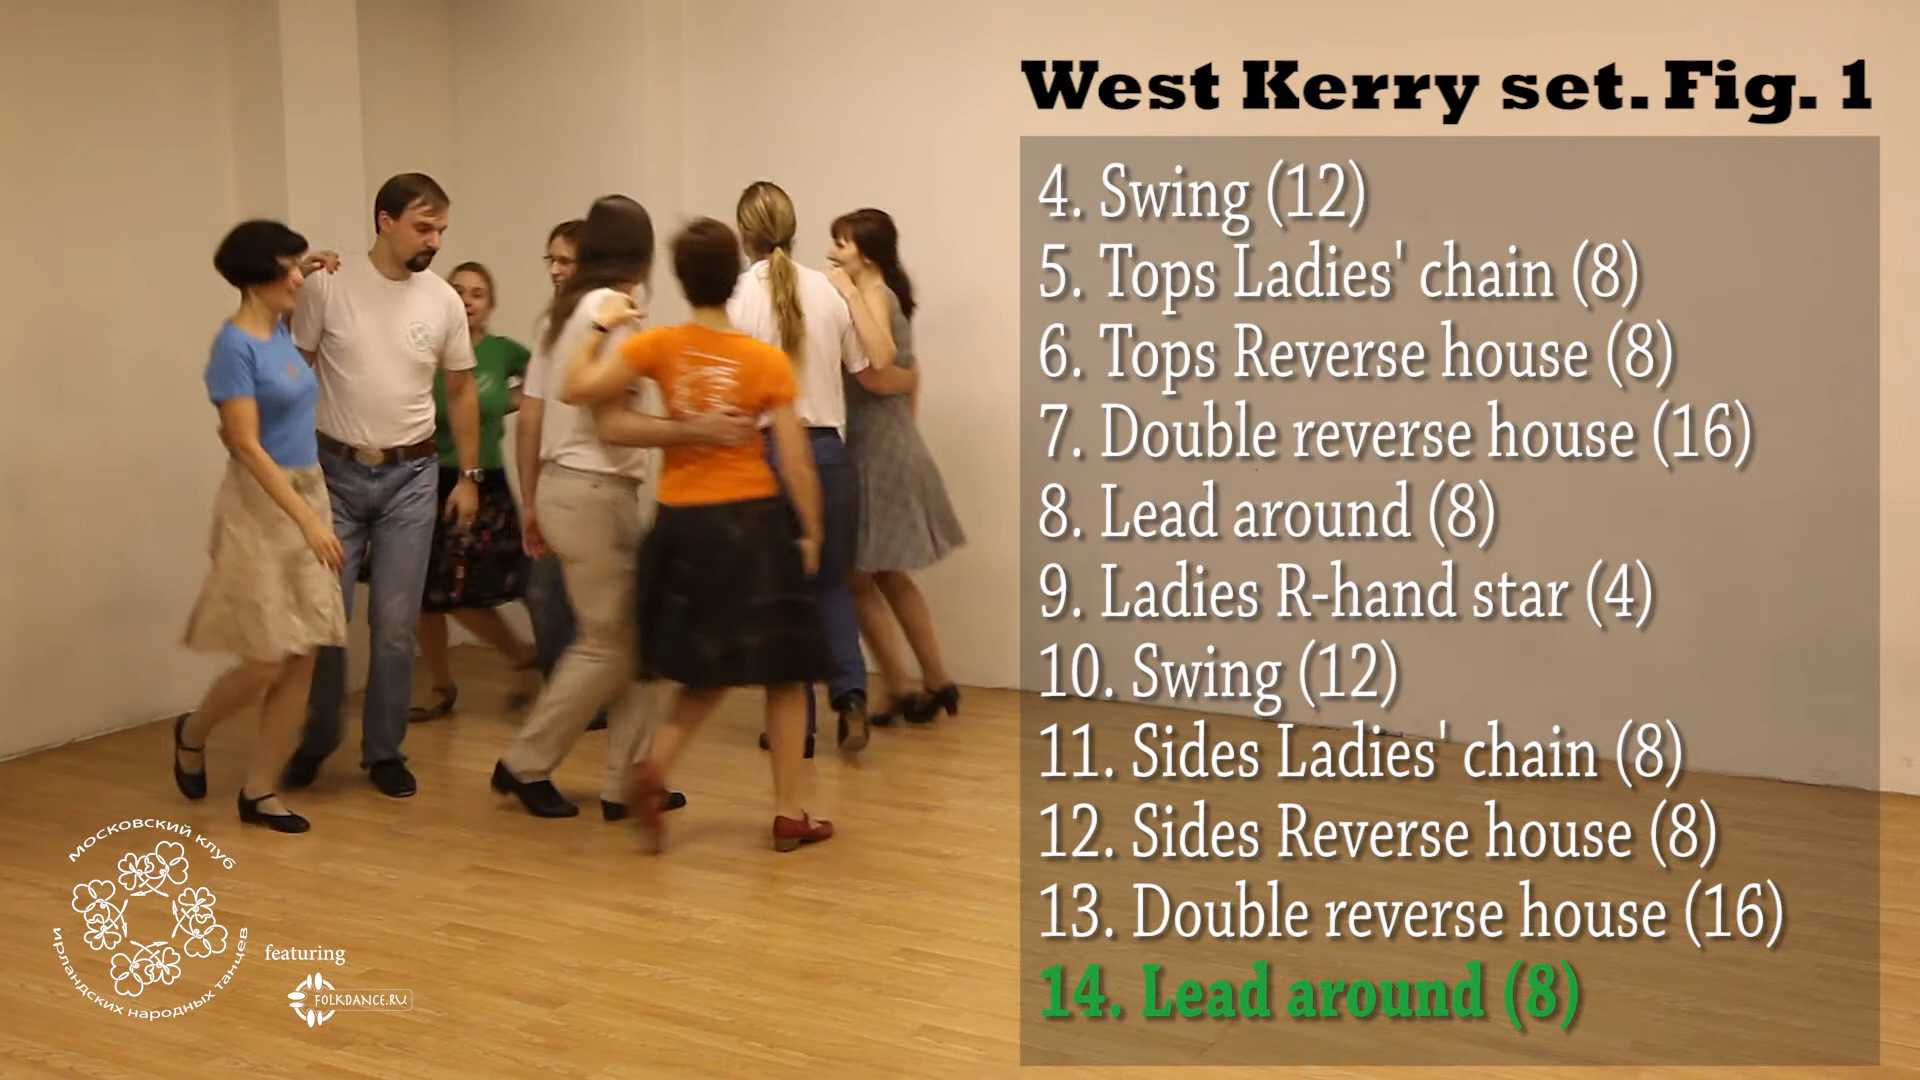 West Kerry set. Fig. 1
4. Swing (12)
5. Tops Ladies' chain (8)
6. Tops Reverse house (8)
7. Double reverse house (16)
8. Lead around (8)
9. Ladies R-hand star (4)
10. Swing (12)
11. Sides Ladies' chain (8)
12. Sides Reverse house (8)
13. Double reverse house (16)
14. Lead around (8)
МОСКОВСКИЙ КЛУБ
ирландских народных танцев
featuring
FOLKDANCE.RU